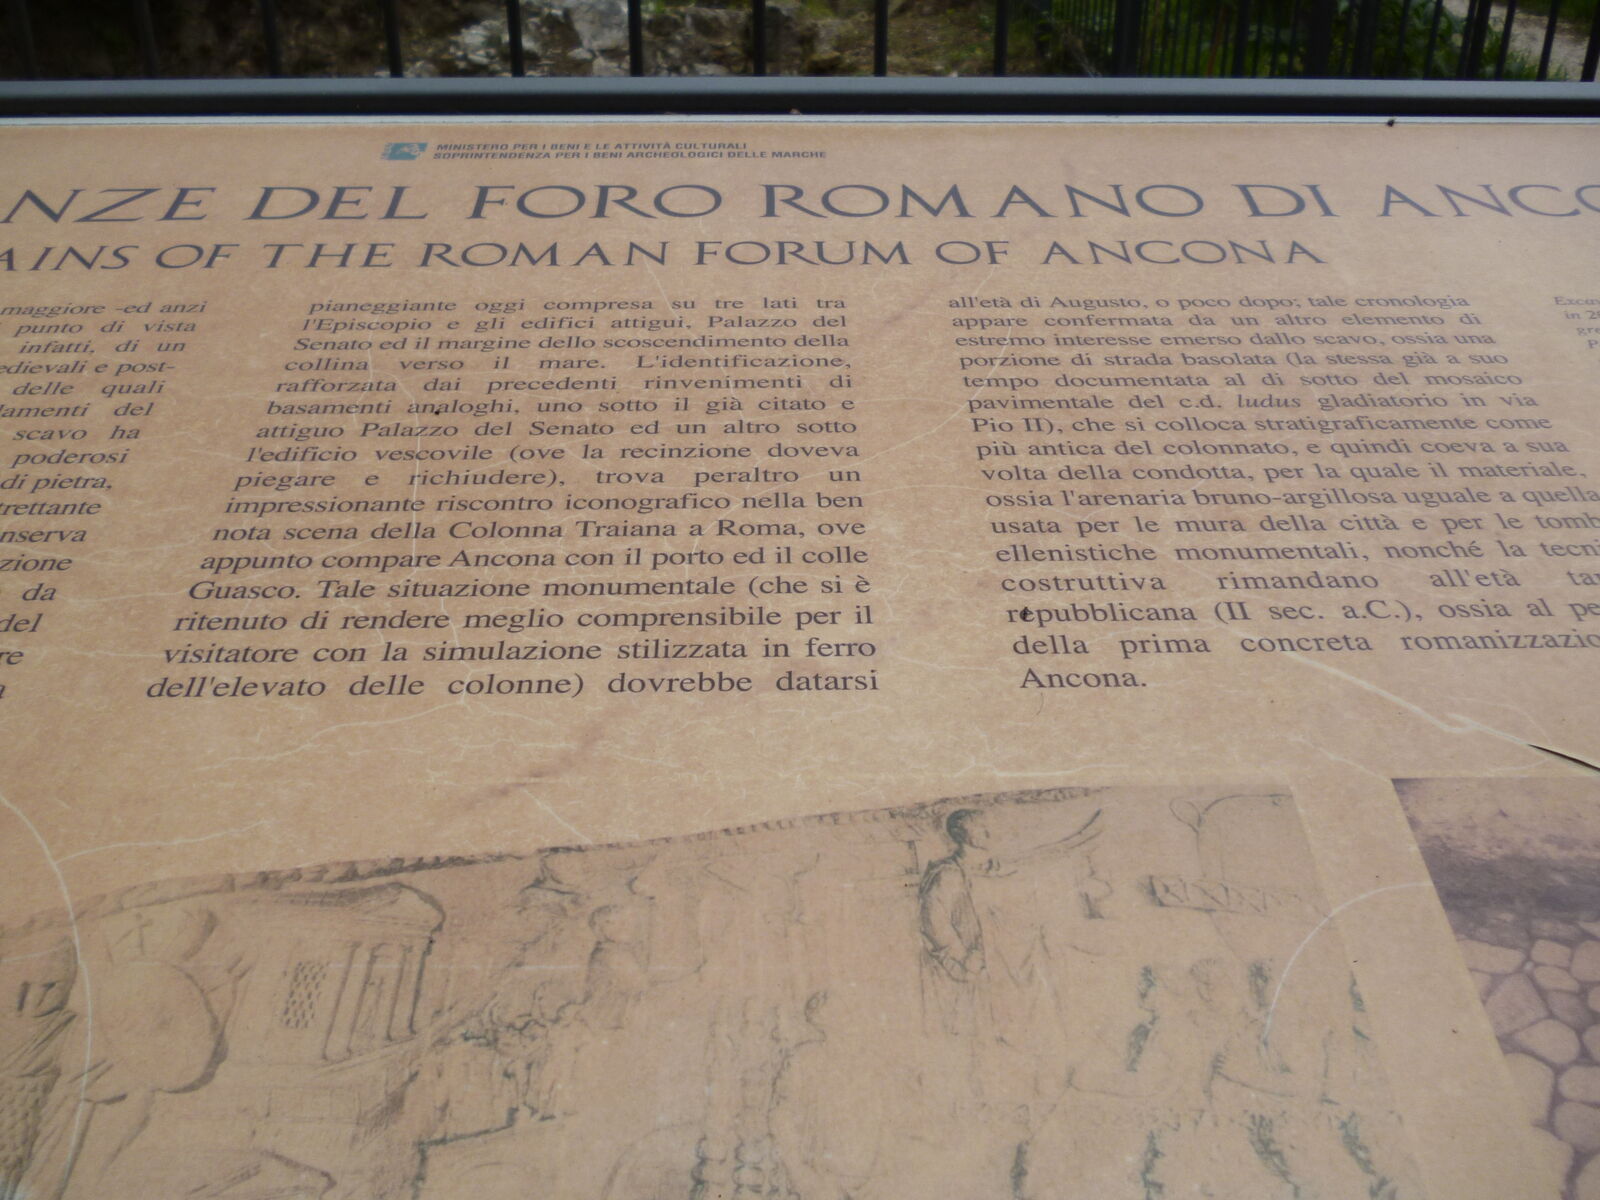 MINISTERO PER I BENI E LE ATTIVITÀ CULTURALI
SOPRINTENDENZA PER I BENI ARCHEOLOGICI DELLE MARCHE
NZE DEL FORO ROMANO DI ANCO
AINS OF THE ROMAN FORUM OF ANCONA
maggiore -ed anzi
punto di vista
infatti, di un
edievali e post-
delle quali
damenti del
scavo ha
poderosi
di pietra,
trettante
nserva
zione
da
del
re
a
pianeggiante oggi compresa su tre lati tra
l'Episcopio e gli edifici attigui, Palazzo del
Senato ed il margine dello scoscendimento della
collina verso il mare. L'identificazione,
rafforzata dai precedenti rinvenimenti di
basamenti analoghi, uno sotto il già citato e
attiguo Palazzo del Senato ed un altro sotto
l'edificio vescovile (ove la recinzione doveva
piegare e richiudere), trova peraltro un
impressionante riscontro iconografico nella ben
nota scena della Colonna Traiana a Roma, ove
appunto compare Ancona con il porto ed il colle
Guasco. Tale situazione monumentale (che si è
ritenuto di rendere meglio comprensibile per il
visitatore con la simulazione stilizzata in ferro
dell'elevato delle colonne) dovrebbe datarsi
all'età di Augusto, o poco dopo; tale cronologia
appare confermata da un altro elemento di
estremo interesse emerso dallo scavo, ossia una
porzione di strada basolata (la stessa già a suo
tempo documentata al di sotto del mosaico
pavimentale del c.d. ludus gladiatorio in via
Pio II), che si colloca stratigraficamente come
più antica del colonnato, e quindi coeva a sua
volta della condotta, per la quale il materiale,
ossia l'arenaria bruno-argillosa uguale a quella
usata per le mura della città e per le tomb
ellenistiche monumentali, nonché la tecni
costruttiva rimandano all'età ta
repubblicana (II sec. a.C.), ossia al pe
della prima concreta romanizzazio
Ancona.
Exca
in 20
gre
P